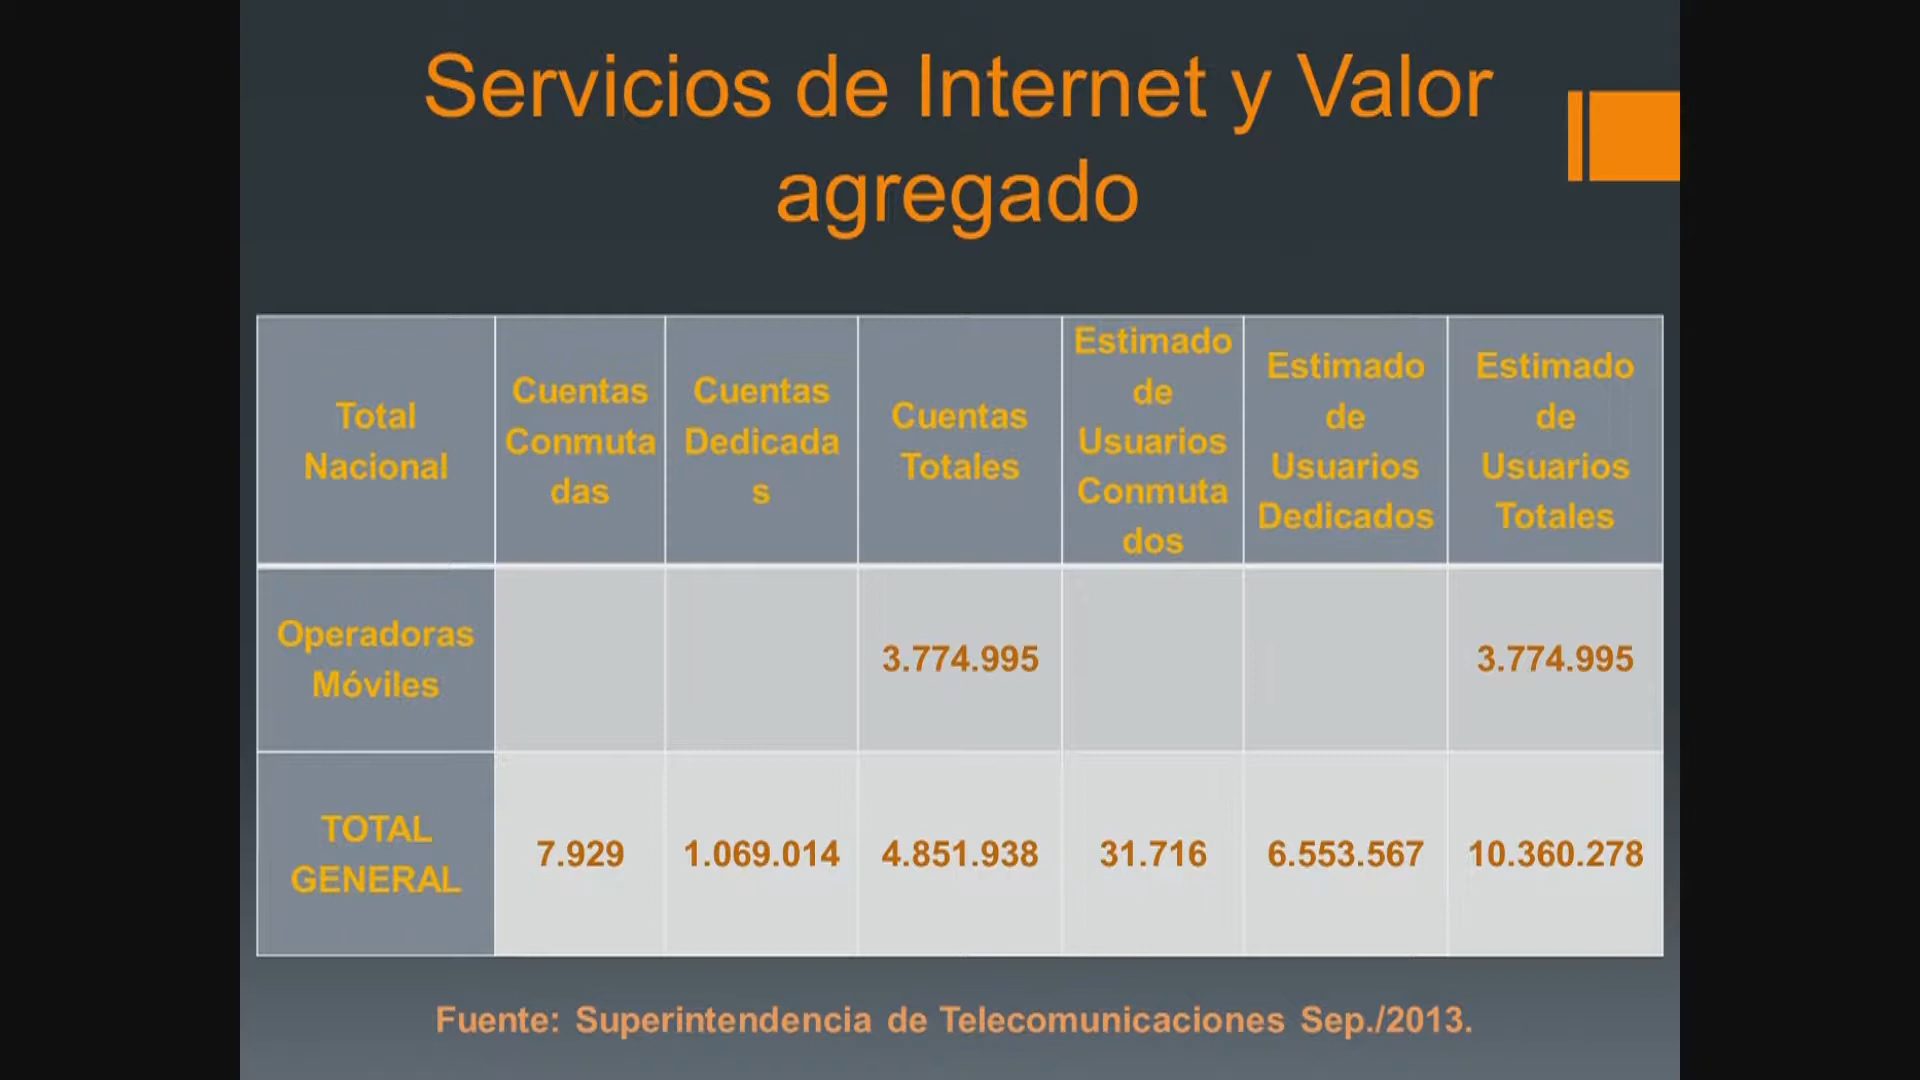 Servicios de Internet y Valor
agregado
Total
Nacional
Cuentas
Conmuta
das
Cuentas
Dedicada
s
Cuentas
Totales
Estimado
de
Usuarios
Conmuta
dos
Estimado
de
Usuarios
Dedicados
Estimado
de
Usuarios
Totales
Operadoras
Móviles
3.774.995
3.774.995
TOTAL
GENERAL
7.929
1.069.014
4.851.938
31.716
6.553.567
10.360.278
Fuente: Superintendencia de Telecomunicaciones Sep./2013.